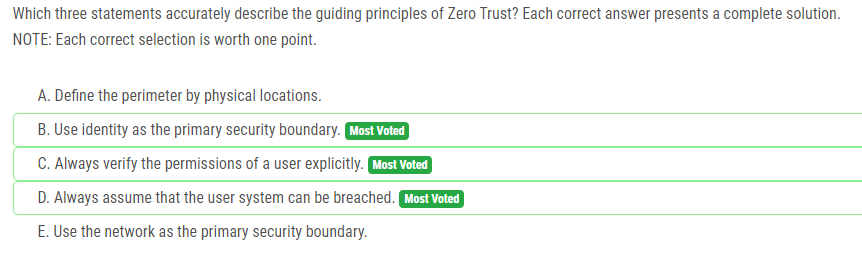 Which three statements accurately describe the guiding principles of Zero Trust? Each correct answer presents a complete solution.
NOTE: Each correct selection is worth one point.
A. Define the perimeter by physical locations.
B. Use identity as the primary security boundary. Most Voted
C. Always verify the permissions of a user explicitly. Most Voted
D. Always assume that the user system can be breached. Most Voted
E. Use the network as the primary security boundary.